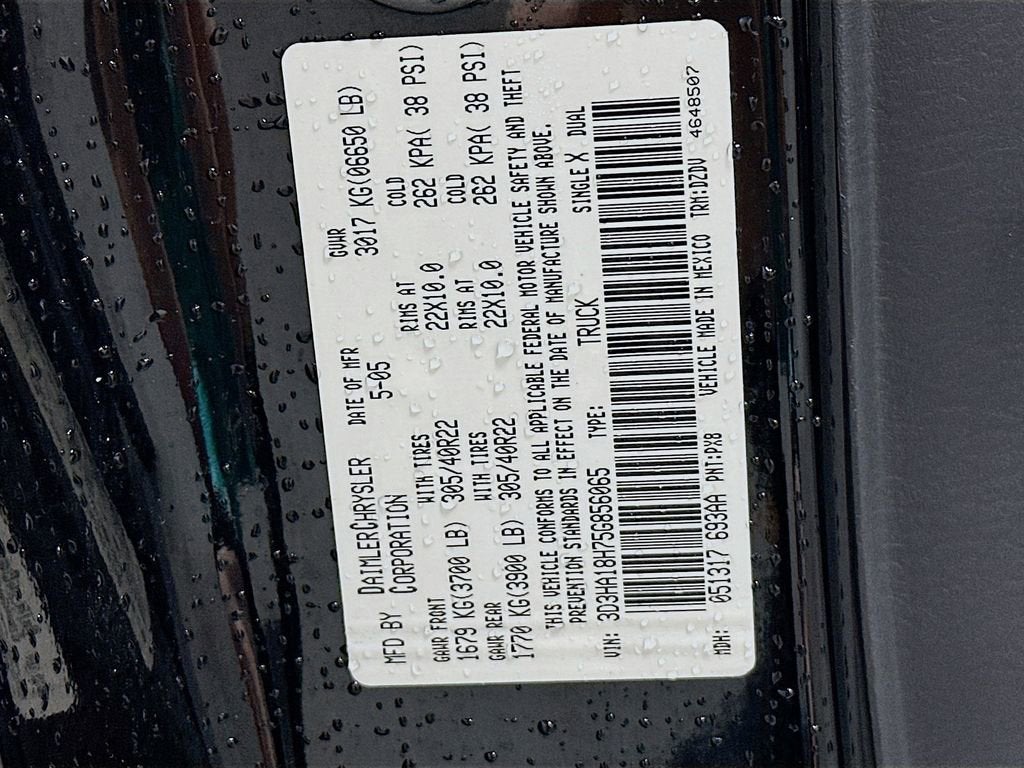 MFD BY DAIMLERCHRYSLER CORPORATION DATE OF MFR 5-05 GVWR 3017 KG(06650 LB)
GAWR FRONT WITH TIRES RIMS AT COLD
1679 KG(3700 LB) 305/40R22 22X10.0 262 KPA( 38 PSI)
GAWR REAR WITH TIRES RIMS AT COLD
1770 KG(3900 LB) 305/40R22 22X10.0 262 KPA( 38 PSI)
THIS VEHICLE CONFORMS TO ALL APPLICABLE FEDERAL MOTOR VEHICLE SAFETY AND THEFT
PREVENTION STANDARDS IN EFFECT ON THE DATE OF MANUFACTURE SHOWN ABOVE.
VIN: 3D3HA18H75G856065 TYPE: TRUCK SINGLE X DUAL
MDH: 051317 693AA PNT:PX8 VEHICLE MADE IN MEXICO TRM:DZDV 4648507